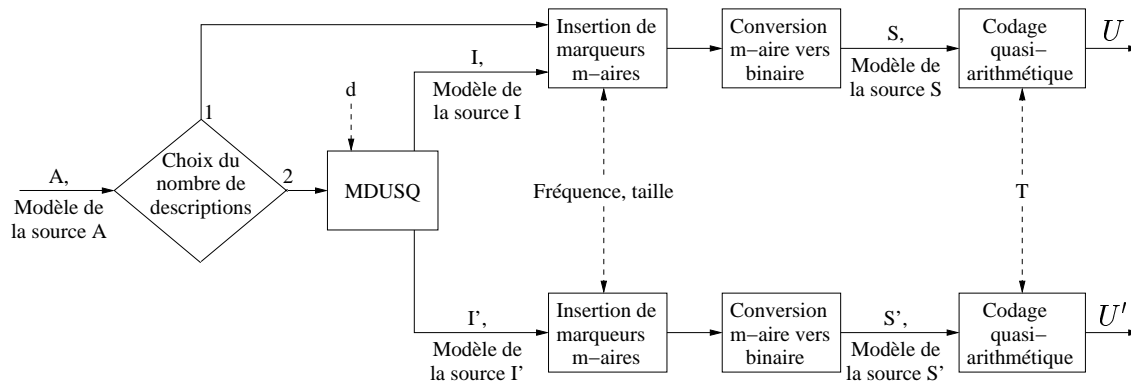 Insertion de
marqueurs
m−aires
Conversion
m−aire vers
binaire
S,
Modèle de
la source S
Codage
quasi−
arithmétique
U
I,
Modèle de
la source I
d
1
Choix du
nombre de
descriptions
2
A,
Modèle de
la source A
MDUSQ
Fréquence, taille
T
I',
Modèle de
la source I'
Insertion de
marqueurs
m−aires
Conversion
m−aire vers
binaire
S',
Modèle de
la source S'
Codage
quasi−
arithmétique
U'